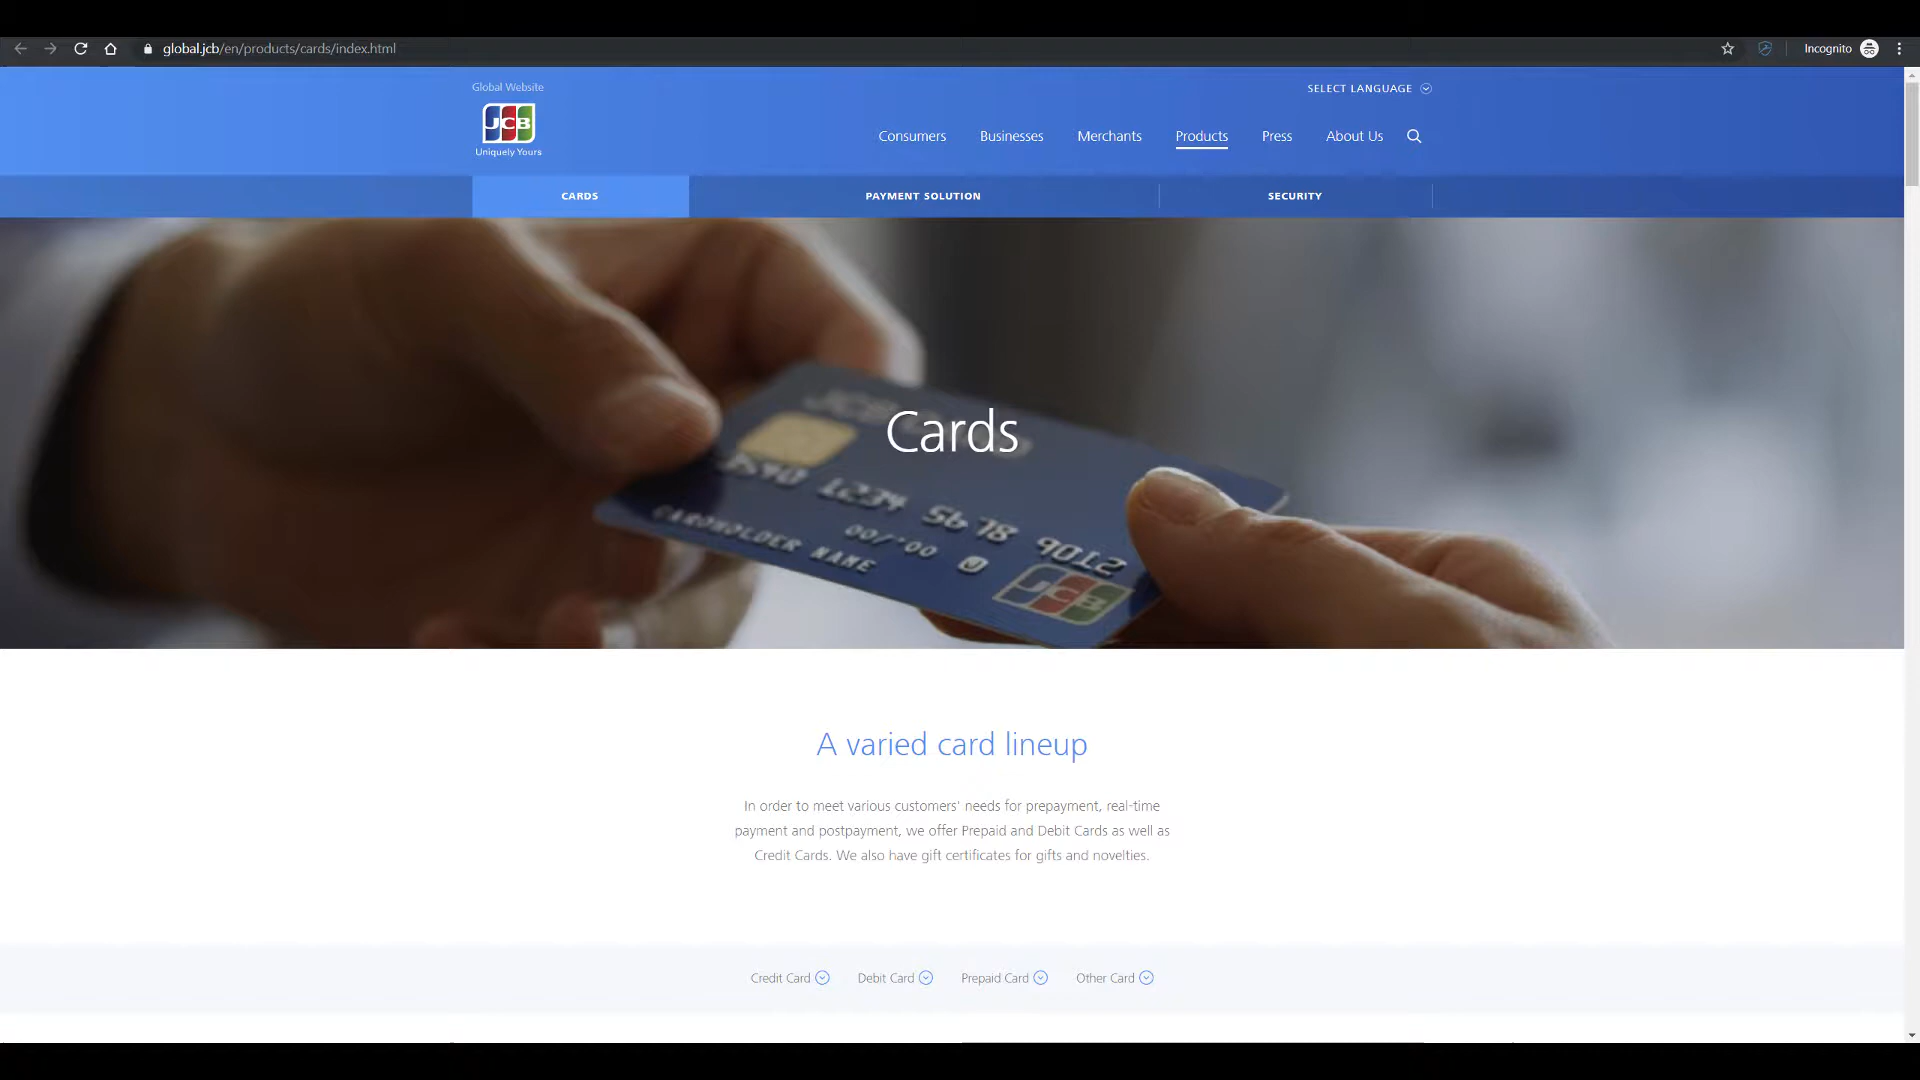 global.jcb/en/products/cards/index.html
Incognito
Global Website
SELECT LANGUAGE
JCB
Uniquely Yours
Consumers Businesses Merchants Products Press About Us
CARDS PAYMENT SOLUTION SECURITY
Cards
1234 5678 9012
00/'00
CARDHOLDER NAME
JCB
A varied card lineup
In order to meet various customers' needs for prepayment, real-time
payment and postpayment, we offer Prepaid and Debit Cards as well as
Credit Cards. We also have gift certificates for gifts and novelties.
Credit Card Debit Card Prepaid Card Other Card